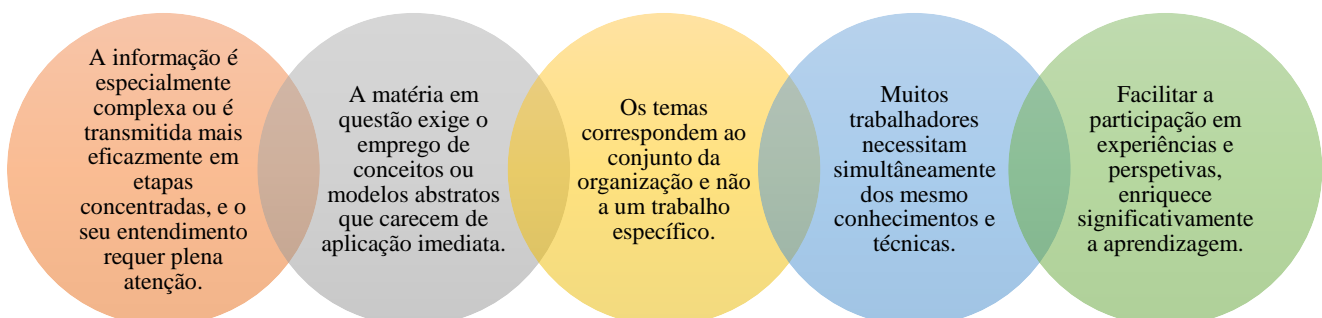 A informação é
especialmente
complexa ou é
transmitida mais
eficazmente em
etapas
concentradas, e o
seu entendimento
requer plena
atenção.
A matéria em
questão exige o
emprego de
conceitos ou
modelos abstratos
que carecem de
aplicação imediata.
Os temas
correspondem ao
conjunto da
organização e não
a um trabalho
específico.
Muitos
trabalhadores
necessitam
simultâneamente
dos mesmo
conhecimentos e
técnicas.
Facilitar a
participação em
experiências e
perspetivas,
enriquece
significativamente
a aprendizagem.